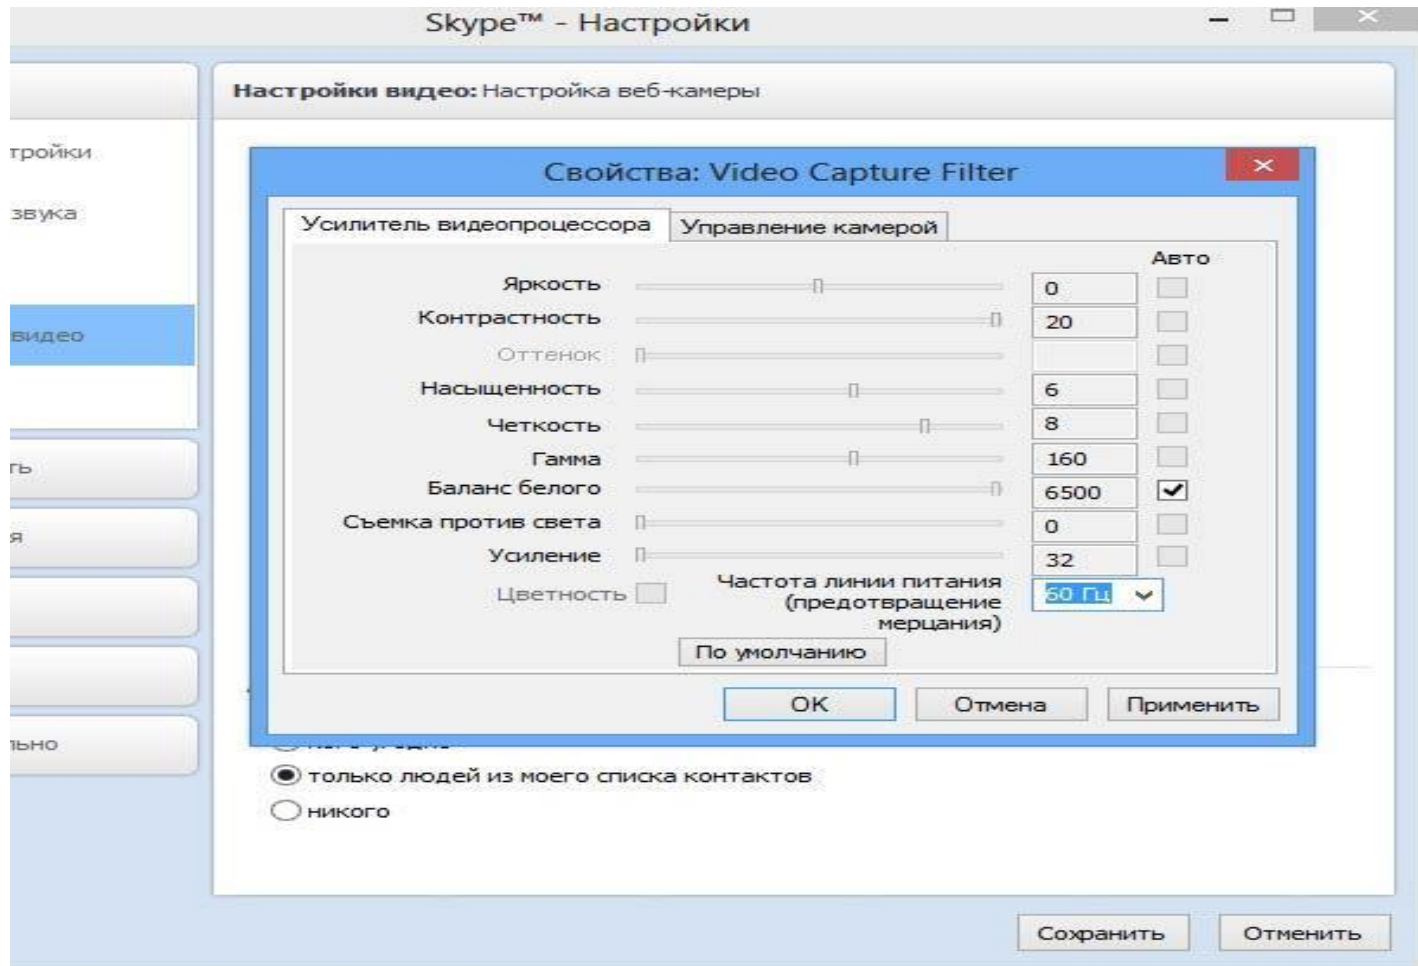 Skype™ - Настройки
Настройки видео: Настройка веб-камеры
тройки
звука
видео
ть
я
льно
Свойства: Video Capture Filter
Усилитель видеопроцессора
Управление камерой
Авто
Яркость 0
Контрастность 20
Оттенок
Насыщенность 6
Четкость 8
Гамма 160
Баланс белого 6500
Съемка против света 0
Усиление 32
Цветность
Частота линии питания
(предотвращение
мерцания)
60 Гц
По умолчанию
ОК
Отмена
Применить
только людей из моего списка контактов
никого
Сохранить
Отменить